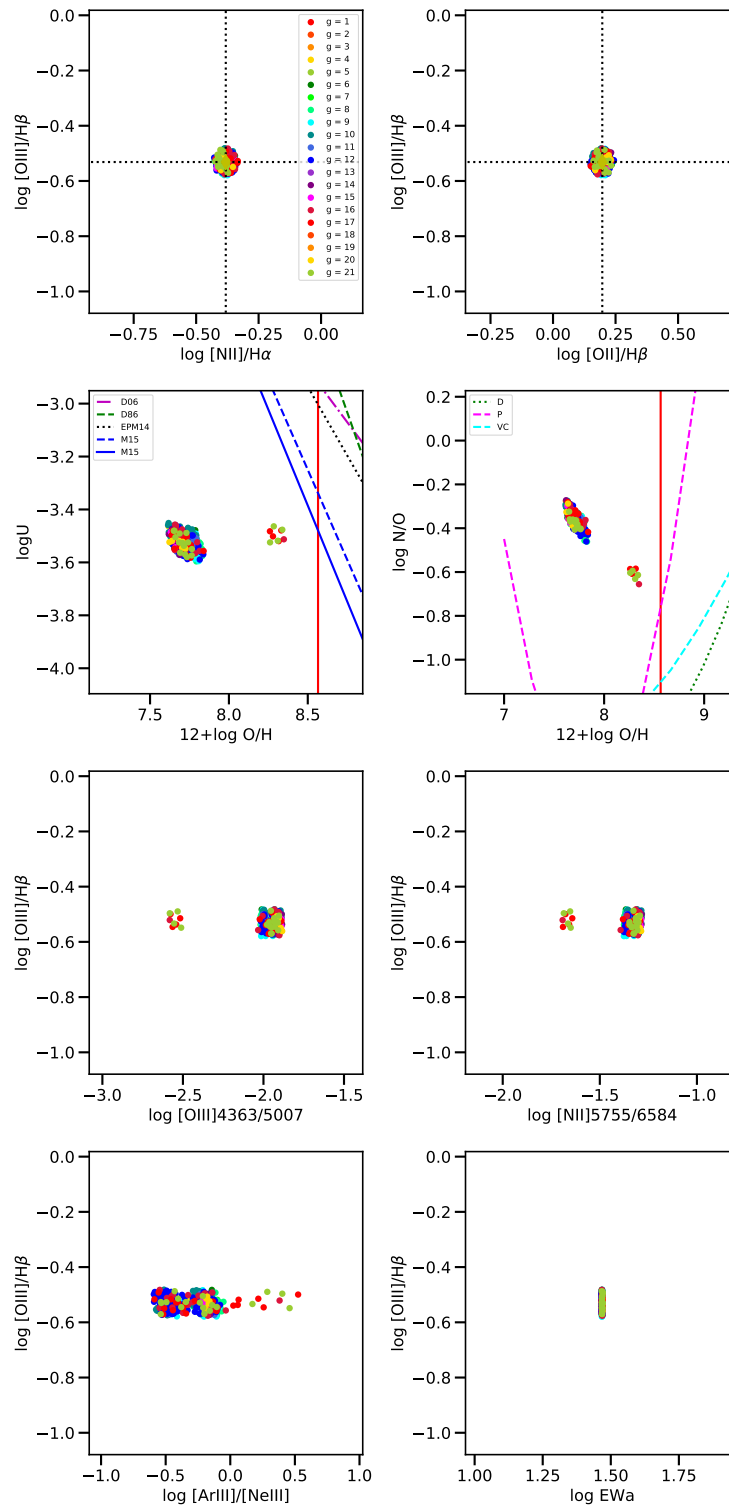 0.0
−0.2
−0.4
−0.6
−0.8
−1.0
log [OIII]/Hβ
−0.75
−0.50
−0.25
0.00
log [NII]/Hα
g = 1
g = 2
g = 3
g = 4
g = 5
g = 6
g = 7
g = 8
g = 9
g = 10
g = 11
g = 12
g = 13
g = 14
g = 15
g = 16
g = 17
g = 18
g = 19
g = 20
g = 21
0.0
−0.2
−0.4
−0.6
−0.8
−1.0
log [OIII]/Hβ
−0.25
0.00
0.25
0.50
log [OII]/Hβ
−3.0
−3.2
−3.4
−3.6
−3.8
−4.0
logU
7.5
8.0
8.5
12+log O/H
D06
D86
EPM14
M15
M15
0.2
0.0
−0.2
−0.4
−0.6
−0.8
−1.0
log N/O
7
8
9
12+log O/H
D
P
VC
0.0
−0.2
−0.4
−0.6
−0.8
−1.0
log [OIII]/Hβ
−3.0
−2.5
−2.0
−1.5
log [OIII]4363/5007
0.0
−0.2
−0.4
−0.6
−0.8
−1.0
log [OIII]/Hβ
−2.0
−1.5
−1.0
log [NII]5755/6584
0.0
−0.2
−0.4
−0.6
−0.8
−1.0
log [OIII]/Hβ
−1.0
−0.5
0.0
0.5
1.0
log [ArIII]/[NeIII]
0.0
−0.2
−0.4
−0.6
−0.8
−1.0
log [OIII]/Hβ
1.00
1.25
1.50
1.75
log EWa